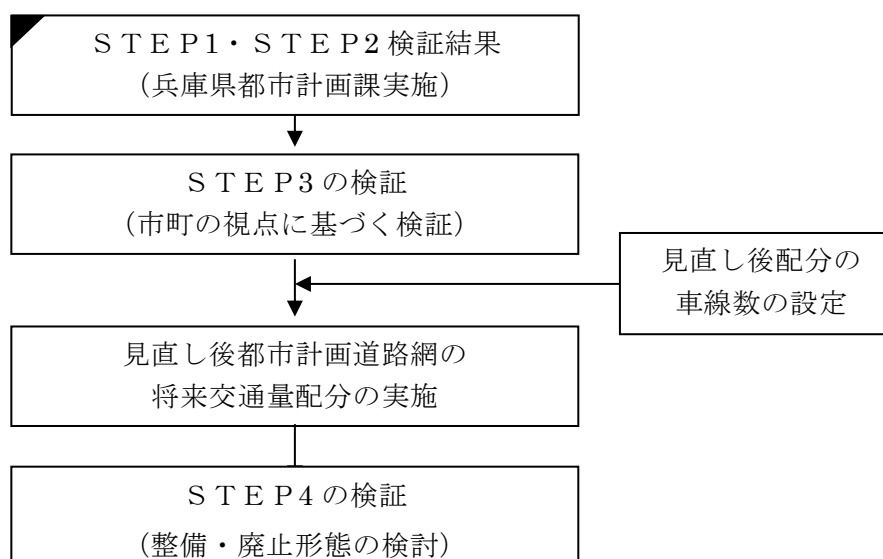 ＳＴＥＰ１・ＳＴＥＰ２検証結果
（兵庫県都市計画課実施）
ＳＴＥＰ３の検証
（市町の視点に基づく検証）
見直し後配分の
車線数の設定
見直し後都市計画道路網の
将来交通量配分の実施
ＳＴＥＰ４の検証
（整備・廃止形態の検討）